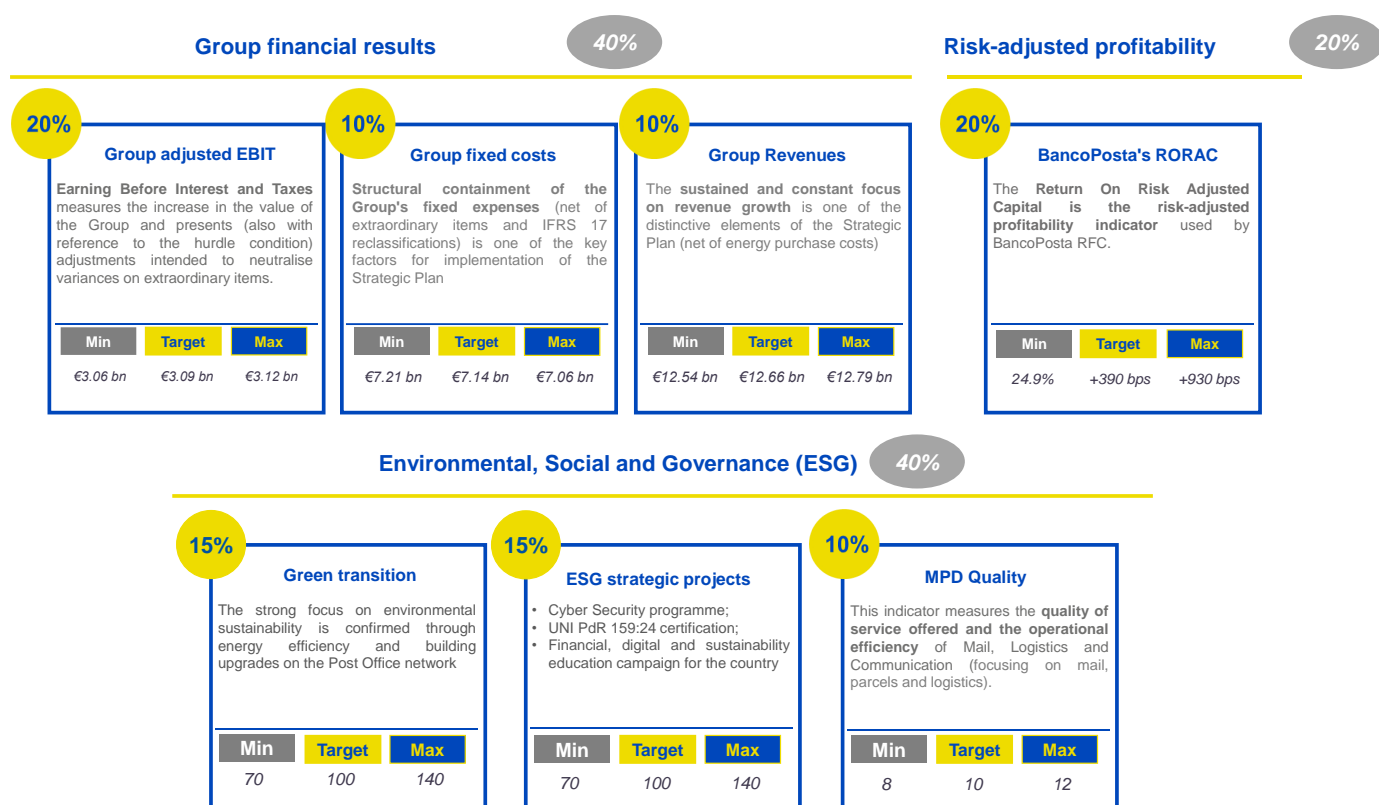 Group financial results
40%
Risk-adjusted profitability
20%
20%
Group adjusted EBIT
Earning Before Interest and Taxes
measures the increase in the value of
the Group and presents (also with
reference to the hurdle condition)
adjustments intended to neutralise
variances on extraordinary items.
Min Target Max
€3.06 bn €3.09 bn €3.12 bn
10%
Group fixed costs
Structural containment of the
Group's fixed expenses (net of
extraordinary items and IFRS 17
reclassifications) is one of the key
factors for implementation of the
Strategic Plan
Min Target Max
€7.21 bn €7.14 bn €7.06 bn
10%
Group Revenues
The sustained and constant focus
on revenue growth is one of the
distinctive elements of the Strategic
Plan (net of energy purchase costs)
Min Target Max
€12.54 bn €12.66 bn €12.79 bn
20%
BancoPosta's RORAC
The Return On Risk Adjusted
Capital is the risk-adjusted
profitability indicator used by
BancoPosta RFC.
Min Target Max
24.9% +390 bps +930 bps
Environmental, Social and Governance (ESG)
40%
15%
Green transition
The strong focus on environmental
sustainability is confirmed through
energy efficiency and building
upgrades on the Post Office network
Min Target Max
70 100 140
15%
ESG strategic projects
• Cyber Security programme;
• UNI PdR 159:24 certification;
• Financial, digital and sustainability
education campaign for the country
Min Target Max
70 100 140
10%
MPD Quality
This indicator measures the quality of
service offered and the operational
efficiency of Mail, Logistics and
Communication (focusing on mail,
parcels and logistics).
Min Target Max
8 10 12